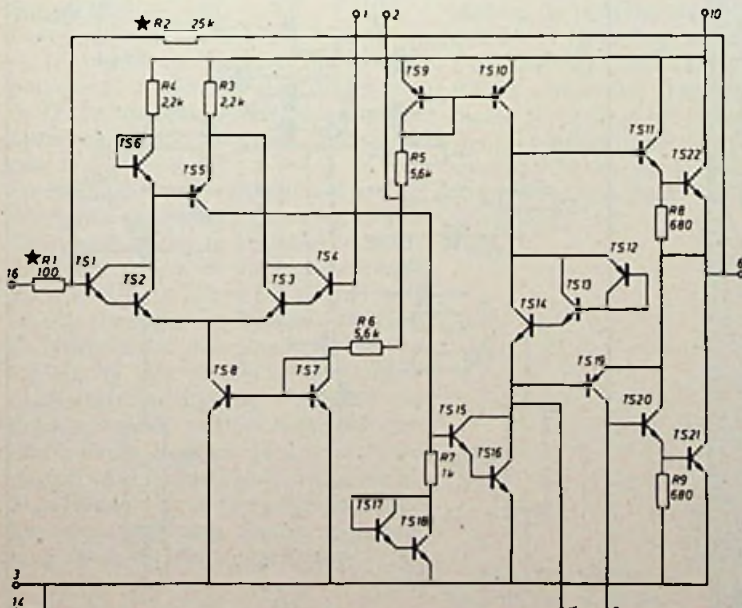 ★ R2 25k
1
2
10
R4
2,2k
R3
2,2k
TS9
TS10
TS6
TS5
R5
5,6k
TS11
TS22
R8
680
★ R1
100
16
TS1
TS2
TS3
TS4
TS12
TS13
TS14
6
R6
5,6k
TS8
TS7
TS19
TS15
TS20
TS16
TS21
R7
1k
R9
680
TS17
TS18
3
14